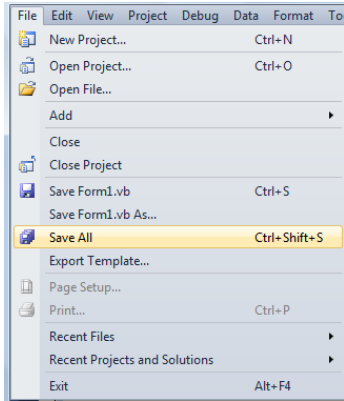 File Edit View Project Debug Data Format To
New Project... Ctrl+N
Open Project... Ctrl+O
Open File...
Add
Close
Close Project
Save Form1.vb Ctrl+S
Save Form1.vb As...
Save All Ctrl+Shift+S
Export Template...
Page Setup...
Print... Ctrl+P
Recent Files
Recent Projects and Solutions
Exit Alt+F4